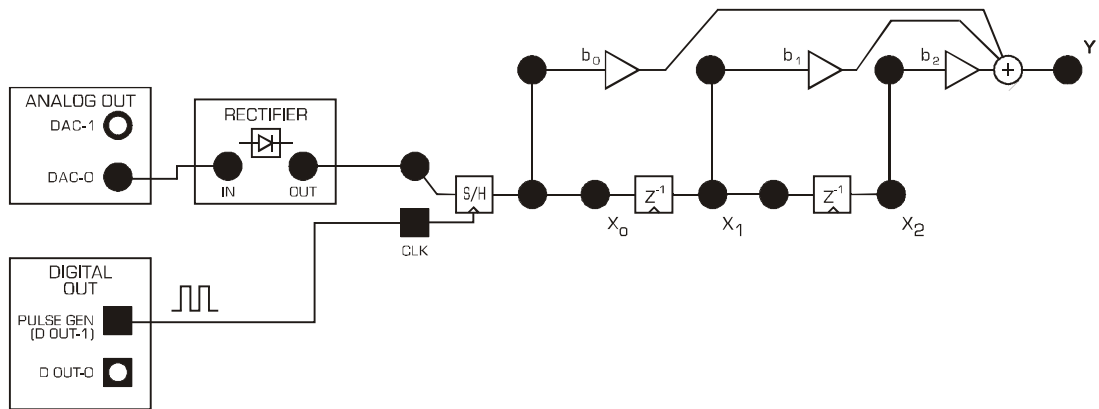 ANALOG OUT
DAC-1
DAC-0
RECTIFIER
IN
OUT
S/H
CLK
b0
b1
b2
+
Y
X0
Z-1
X1
Z-1
X2
DIGITAL
OUT
PULSE GEN
(D OUT-1)
D OUT-0